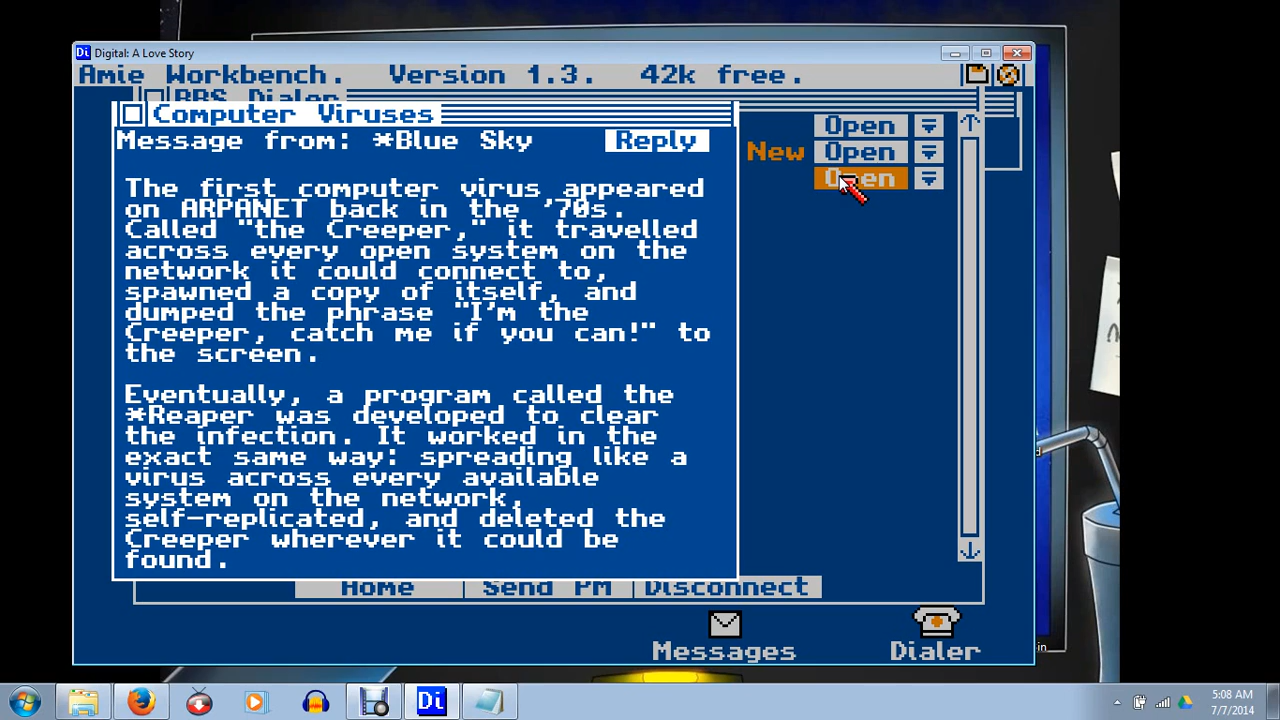 Digital: A Love Story
Amie Workbench. Version 1.3. 42k free.
BBS Dialer
Computer Viruses
Message from: *Blue Sky
Reply
Open
New Open
Open
The first computer virus appeared
on ARPANET back in the '70s.
Called "the Creeper," it travelled
across every open system on the
network it could connect to,
spawned a copy of itself, and
dumped the phrase "I'm the
Creeper, catch me if you can!" to
the screen.
Eventually, a program called the
*Reaper was developed to clear
the infection. It worked in the
exact same way: spreading like a
virus across every available
system on the network,
self-replicated, and deleted the
Creeper wherever it could be
found.
Home Send PM Disconnect
Messages Dialer
Di
5:08 AM
7/7/2014